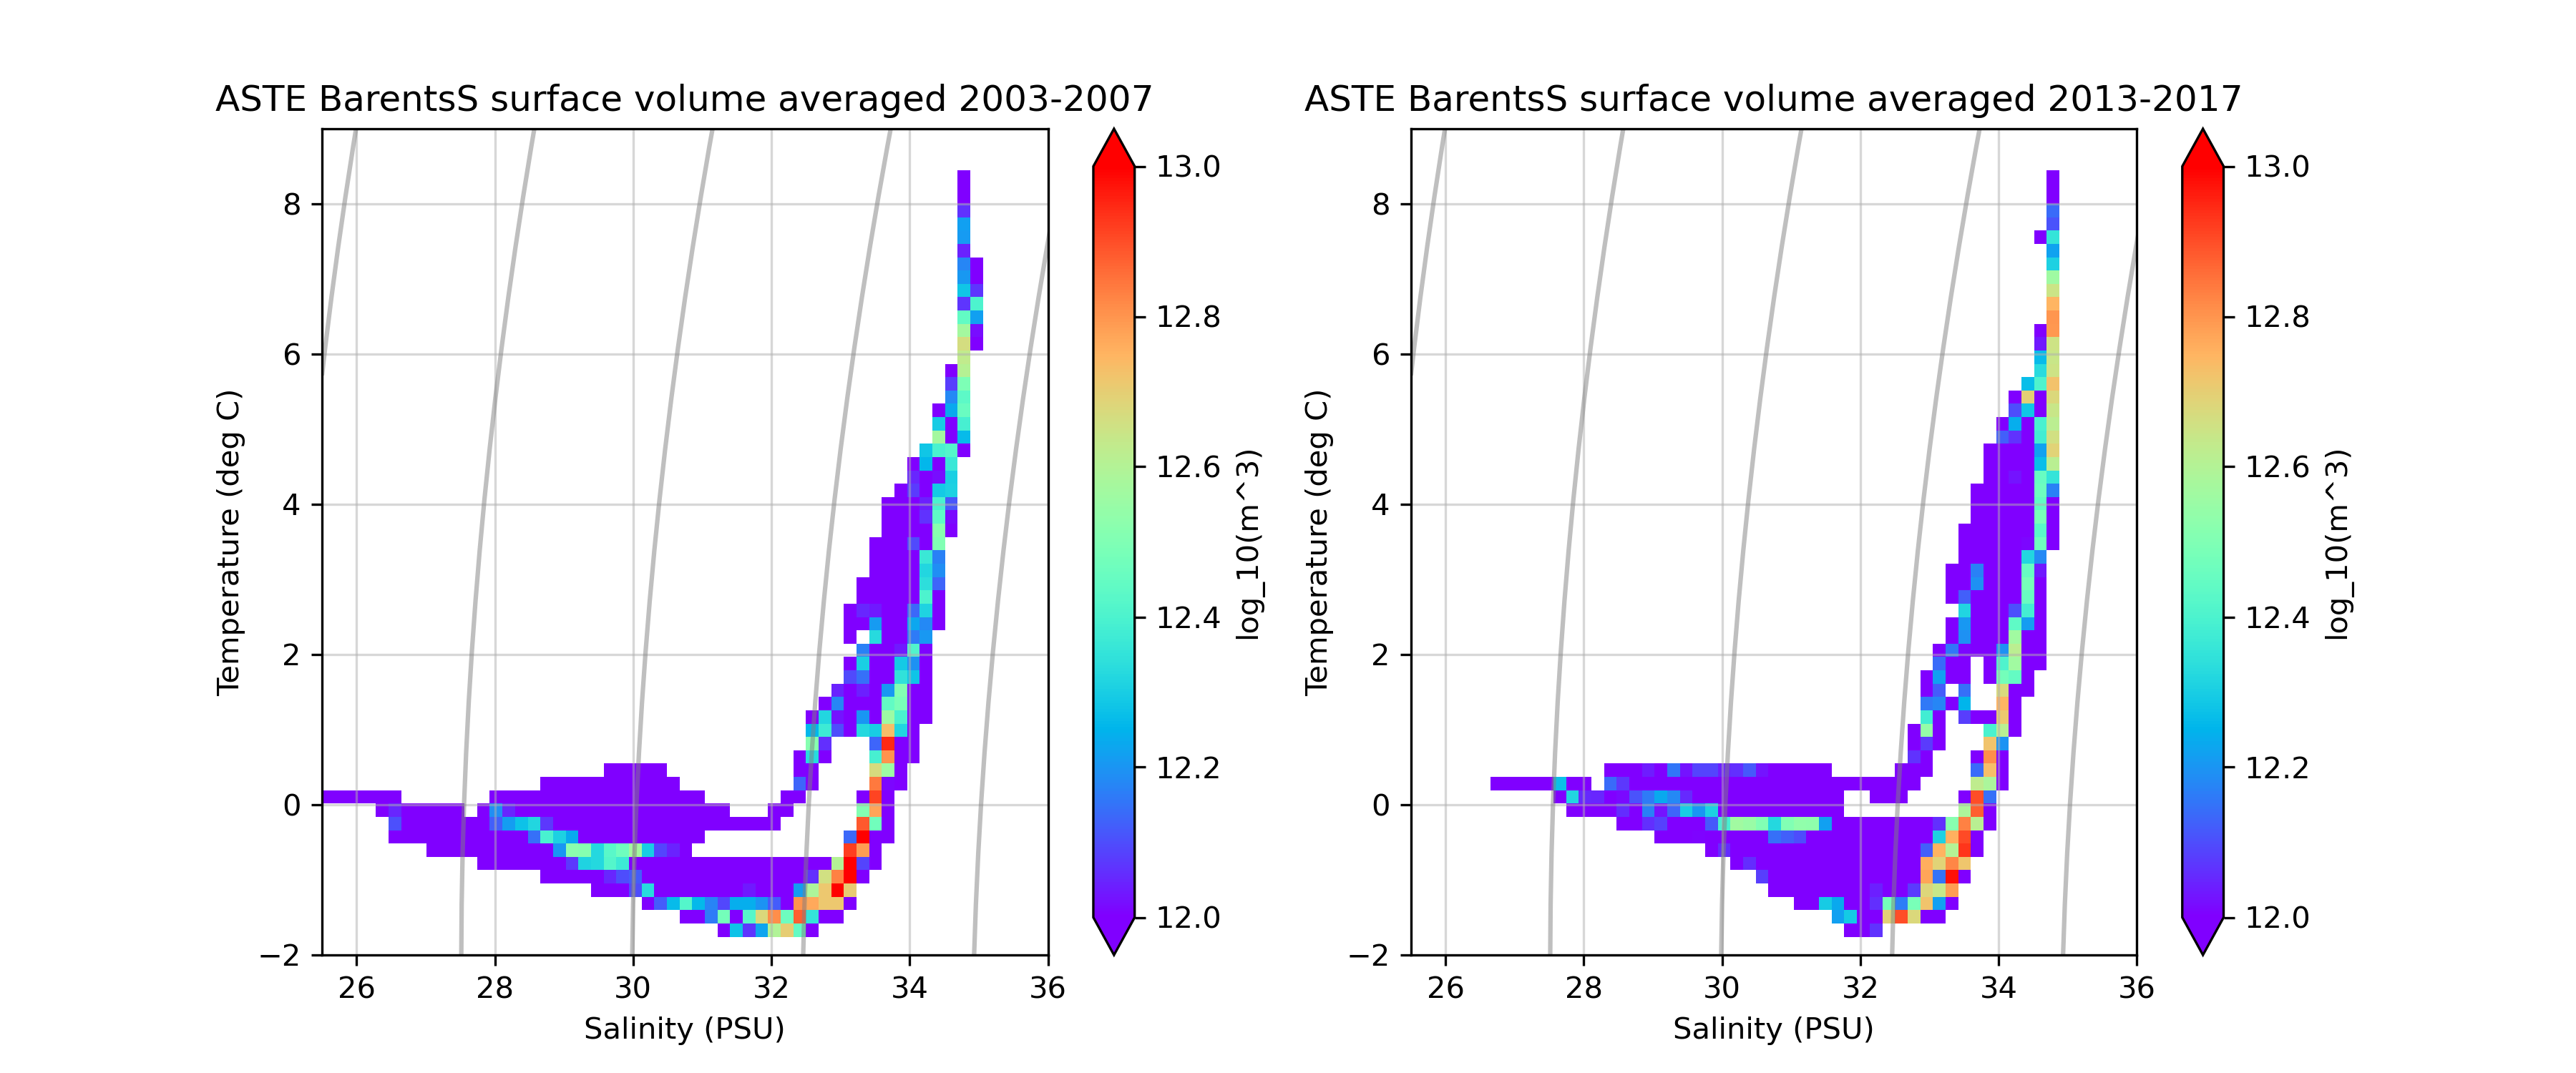 ASTE BarentsS surface volume averaged 2003-2007
8
6
4
2
0
−2
26 28 30 32 34 36
Temperature (deg C)
Salinity (PSU)
13.0
12.8
12.6
12.4
12.2
12.0
log_10(m^3)
ASTE BarentsS surface volume averaged 2013-2017
8
6
4
2
0
−2
26 28 30 32 34 36
Temperature (deg C)
Salinity (PSU)
13.0
12.8
12.6
12.4
12.2
12.0
log_10(m^3)